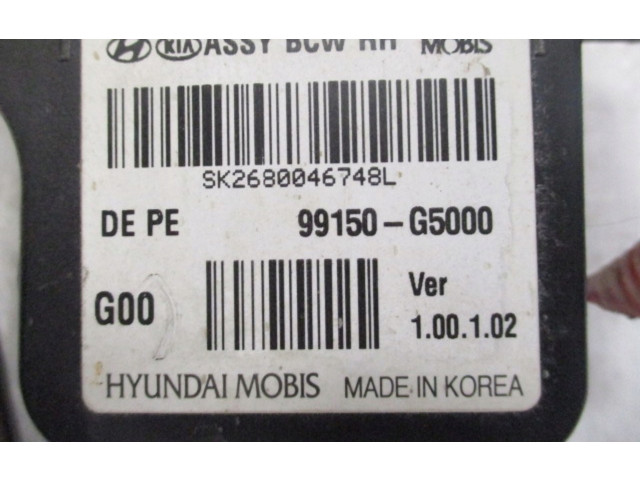 KIA ASSY BCW RH MOBIS
SK2680046748L
DE PE 99150-G5000
G00 Ver
1.00.1.02
HYUNDAI MOBIS MADE IN KOREA